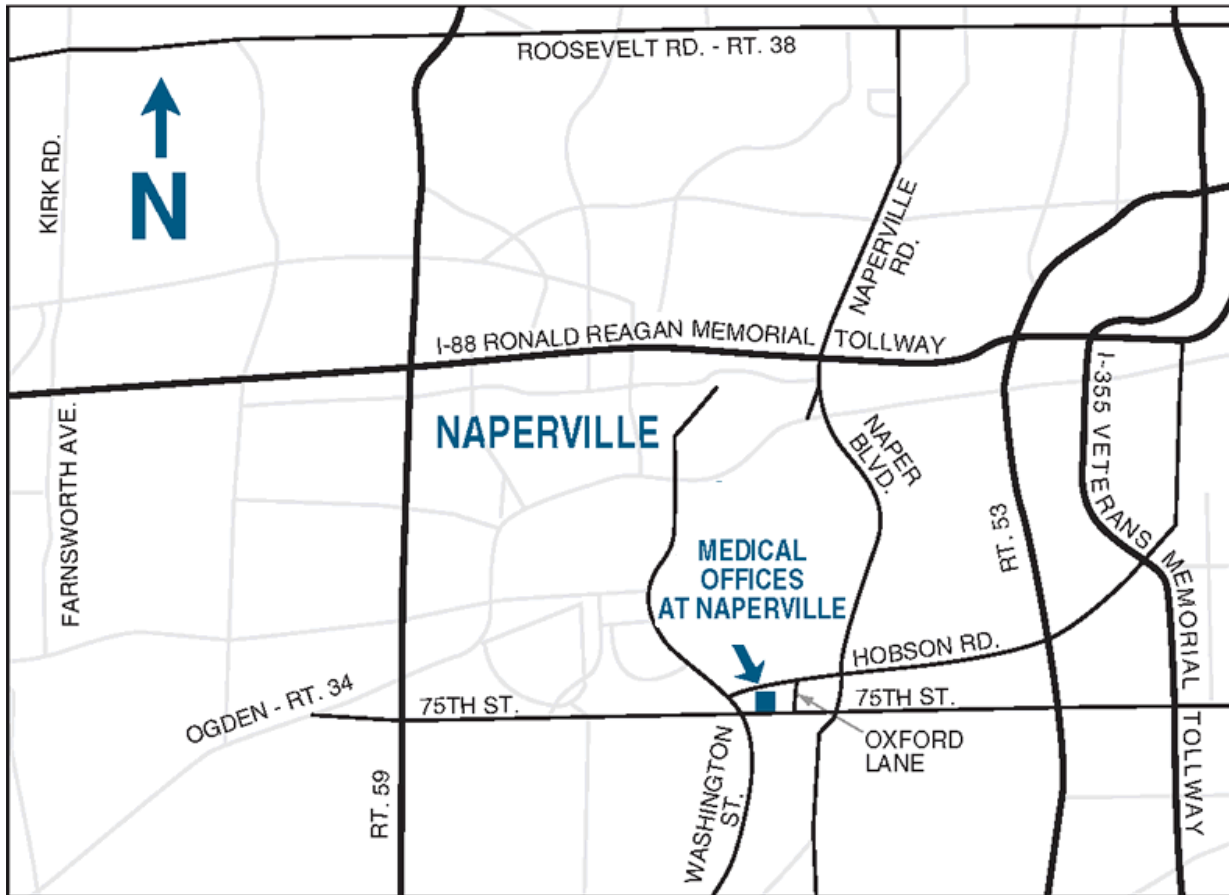 ROOSEVELT RD. - RT. 38
KIRK RD.
N
NAPERVILLE
RD.
I-88 RONALD REAGAN MEMORIAL TOLLWAY
FARNSWORTH AVE.
NAPERVILLE
NAPER
BLVD.
I-355 VETERANS MEMORIAL TOLLWAY
RT. 53
MEDICAL
OFFICES
AT NAPERVILLE
HOBSON RD.
OGDEN - RT. 34
75TH ST.
75TH ST.
OXFORD
LANE
WASHINGTON
ST.
RT. 59